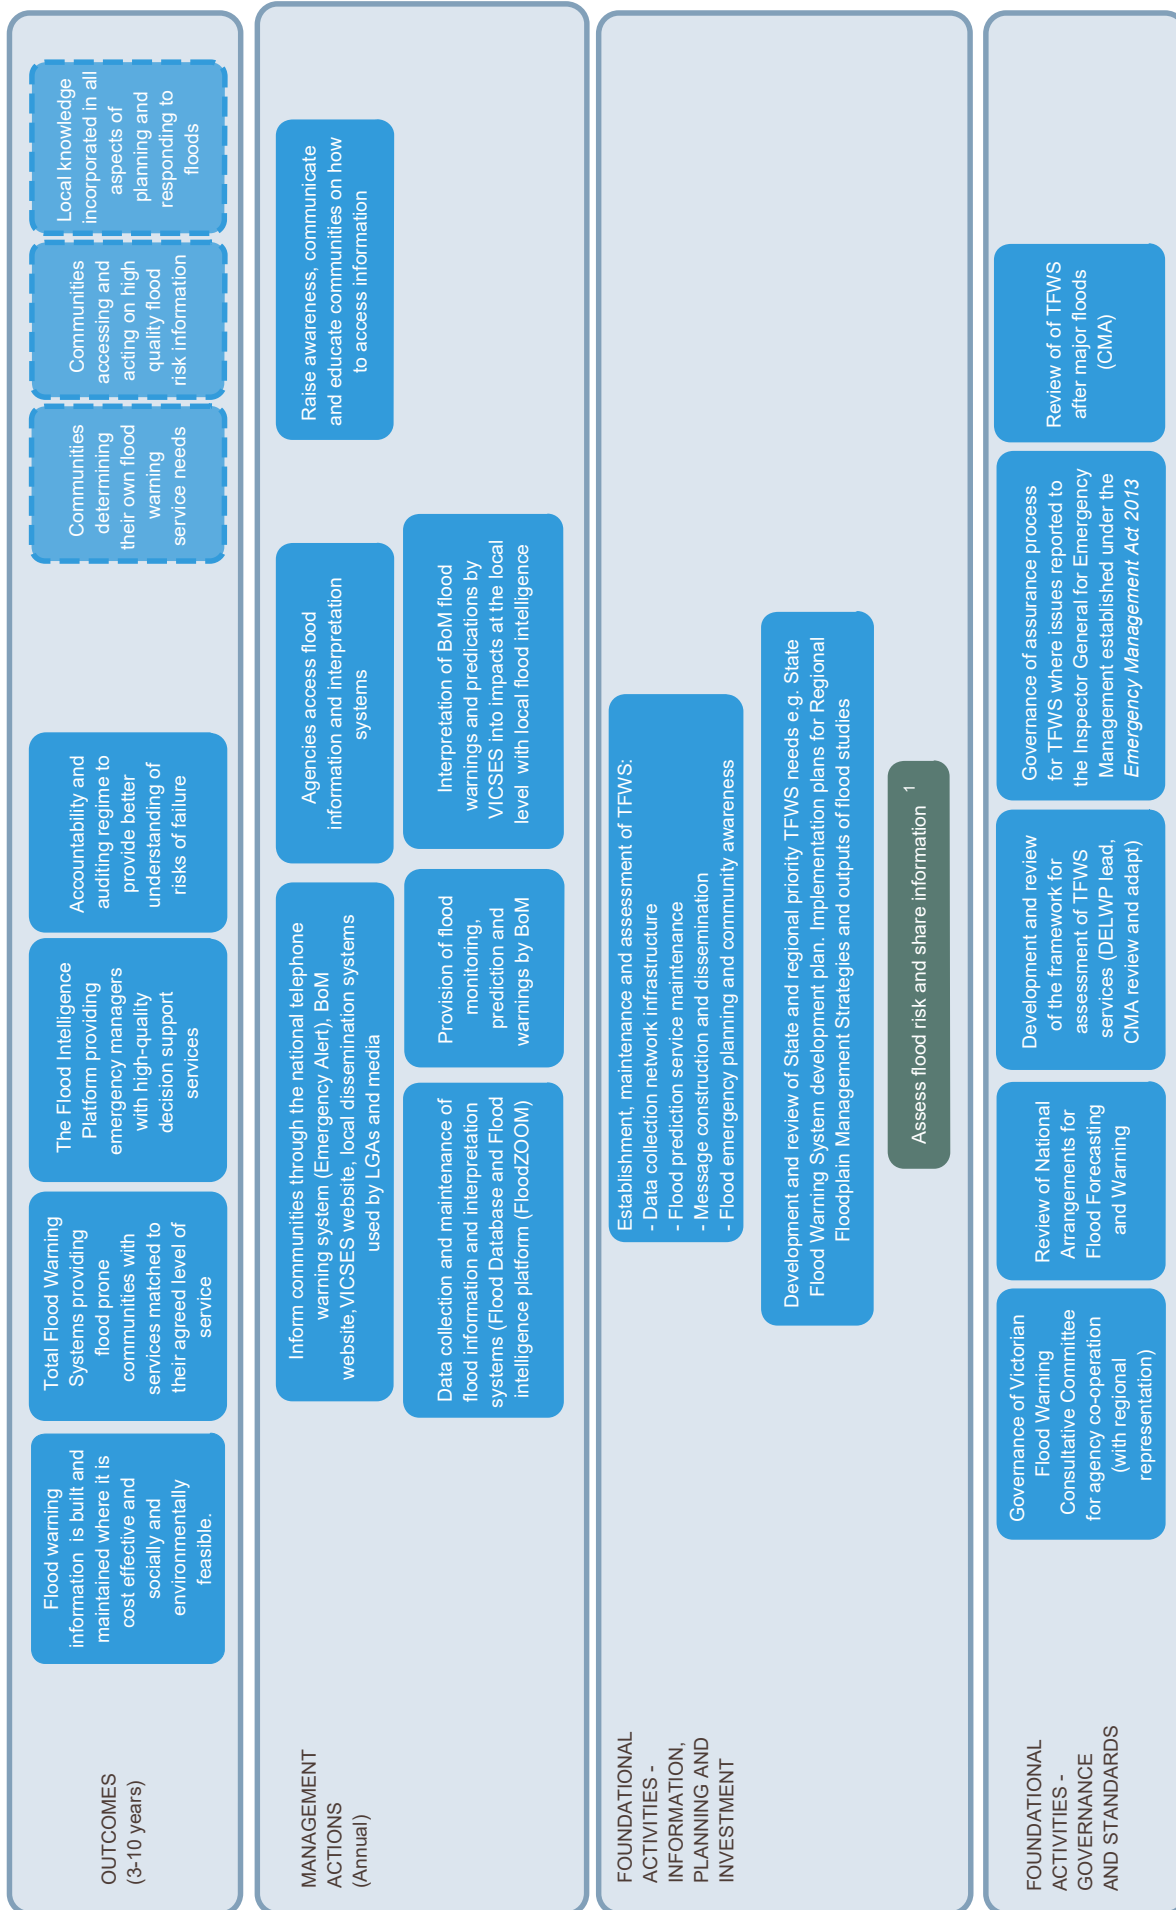 OUTCOMES
(3-10 years)
Flood warning
information is built and
maintained where it is
cost effective and
socially and
environmentally
feasible.
Total Flood Warning
Systems providing
flood prone
communities with
services matched to
their agreed level of
service
The Flood Intelligence
Platform providing
emergency managers
with high-quality
decision support
services
Accountability and
auditing regime to
provide better
understanding of
risks of failure
Communities
determining
their own flood
warning
service needs
Communities
accessing and
acting on high
quality flood
risk information
Local knowledge
incorporated in all
aspects of
planning and
responding to
floods
MANAGEMENT
ACTIONS
(Annual)
Inform communities through the national telephone
warning system (Emergency Alert), BoM
website,VICSES website, local dissemination systems
used by LGAs and media
Agencies access flood
information and interpretation
systems
Raise awareness, communicate
and educate communities on how
to access information
Data collection and maintenance of
flood information and interpretation
systems (Flood Database and Flood
intelligence platform (FloodZOOM)
Provision of flood
monitoring,
prediction and
warnings by BoM
Interpretation of BoM flood
warnings and predications by
VICSES into impacts at the local
level with local flood intelligence
FOUNDATIONAL
ACTIVITIES -
INFORMATION,
PLANNING AND
INVESTMENT
Establishment, maintenance and assessment of TFWS:
- Data collection network infrastructure
- Flood prediction service maintenance
- Message construction and dissemination
- Flood emergency planning and community awareness
Development and review of State and regional priority TFWS needs e.g. State
Flood Warning System development plan. Implementation plans for Regional
Floodplain Management Strategies and outputs of flood studies
Assess flood risk and share information 1
FOUNDATIONAL
ACTIVITIES -
GOVERNANCE
AND STANDARDS
Governance of Victorian
Flood Warning
Consultative Committee
for agency co-operation
(with regional
representation)
Review of National
Arrangements for
Flood Forecasting
and Warning
Development and review
of the framework for
assessment of TFWS
services (DELWP lead,
CMA review and adapt)
Governance of assurance process
for TFWS where issues reported to
the Inspector General for Emergency
Management established under the
Emergency Management Act 2013
Review of of TFWS
after major floods
(CMA)